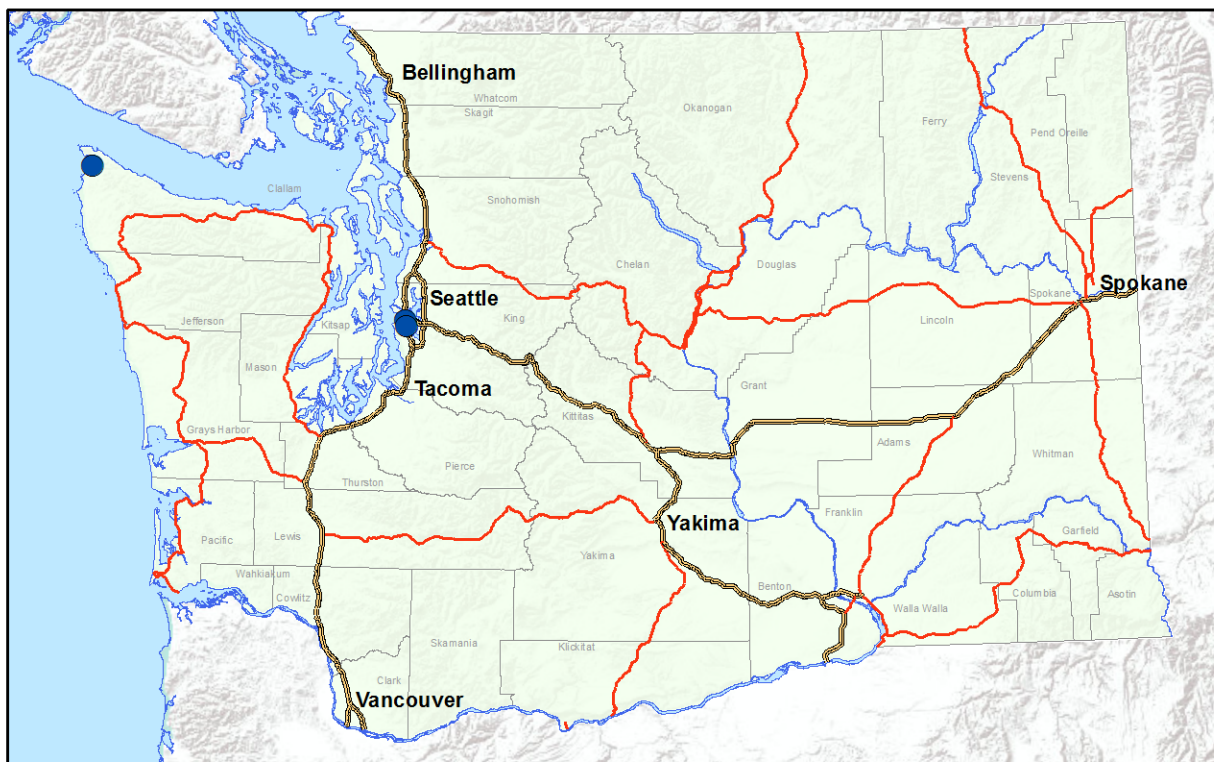 Bellingham
Whatcom
Skagit
Okanogan
Ferry
Pend Oreille
Stevens
Clallam
Snohomish
Chelan
Douglas
Seattle
Spokane
Spokane
King
Lincoln
Jefferson
Kitsap
Mason
Tacoma
Grant
Kittitas
Grays Harbor
Adams
Whitman
Pierce
Thurston
Yakima
Franklin
Garfield
Pacific
Lewis
Yakima
Wahkiakum
Benton
Cowlitz
Walla Walla
Columbia
Asotin
Skamania
Klickitat
Clark
Vancouver